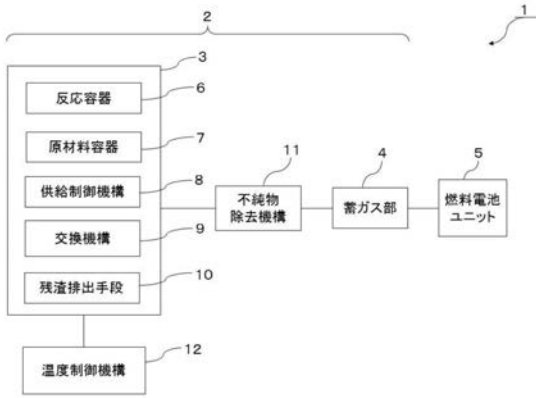 1
2
3
反応容器
6
原材料容器
7
供給制御機構
8
交換機構
9
残渣排出手段
10
11
不純物
除去機構
4
蓄ガス部
5
燃料電池
ユニット
温度制御機構
12